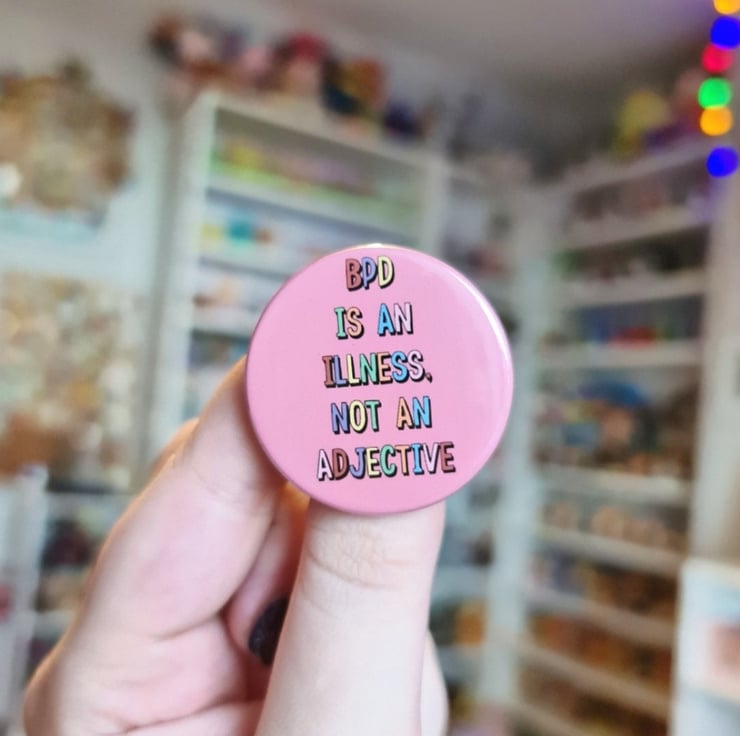 BPD
IS AN
ILLNESS,
NOT AN
ADJECTIVE